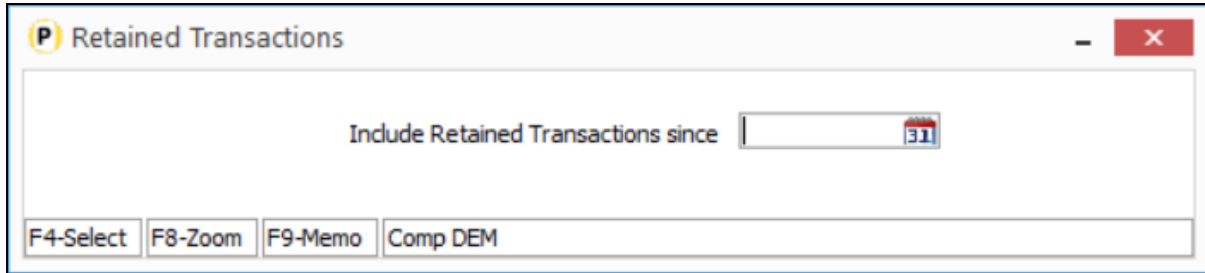 P Retained Transactions
Include Retained Transactions since 31
F4-Select F8-Zoom F9-Memo Comp DEM